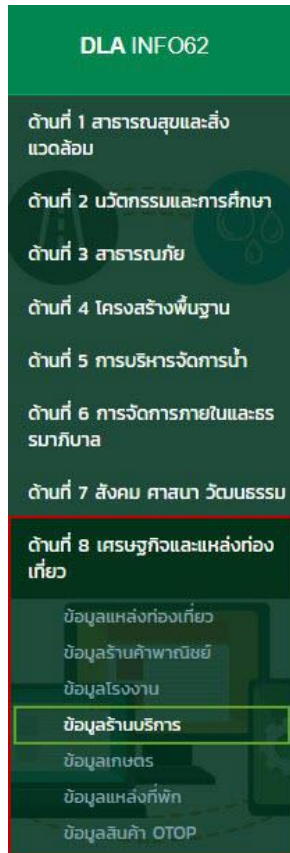 DLA INFO62
ด้านที่ 1 สาธารณสุขและสิ่ง
แวดล้อม
ด้านที่ 2 นวัตกรรมและการศึกษา
ด้านที่ 3 สาธารณภัย
ด้านที่ 4 โครงสร้างพื้นฐาน
ด้านที่ 5 การบริหารจัดการน้ำ
ด้านที่ 6 การจัดการภายในและธร
รมาภิบาล
ด้านที่ 7 สังคม ศาสนา วัฒนธรรม
ด้านที่ 8 เศรษฐกิจและแหล่งท่อง
เที่ยว
ข้อมูลแหล่งท่องเที่ยว
ข้อมูลร้านค้าพาณิชย์
ข้อมูลโรงงาน
ข้อมูลร้านบริการ
ข้อมูลเกษตร
ข้อมูลแหล่งที่พัก
ข้อมูลสินค้า OTOP